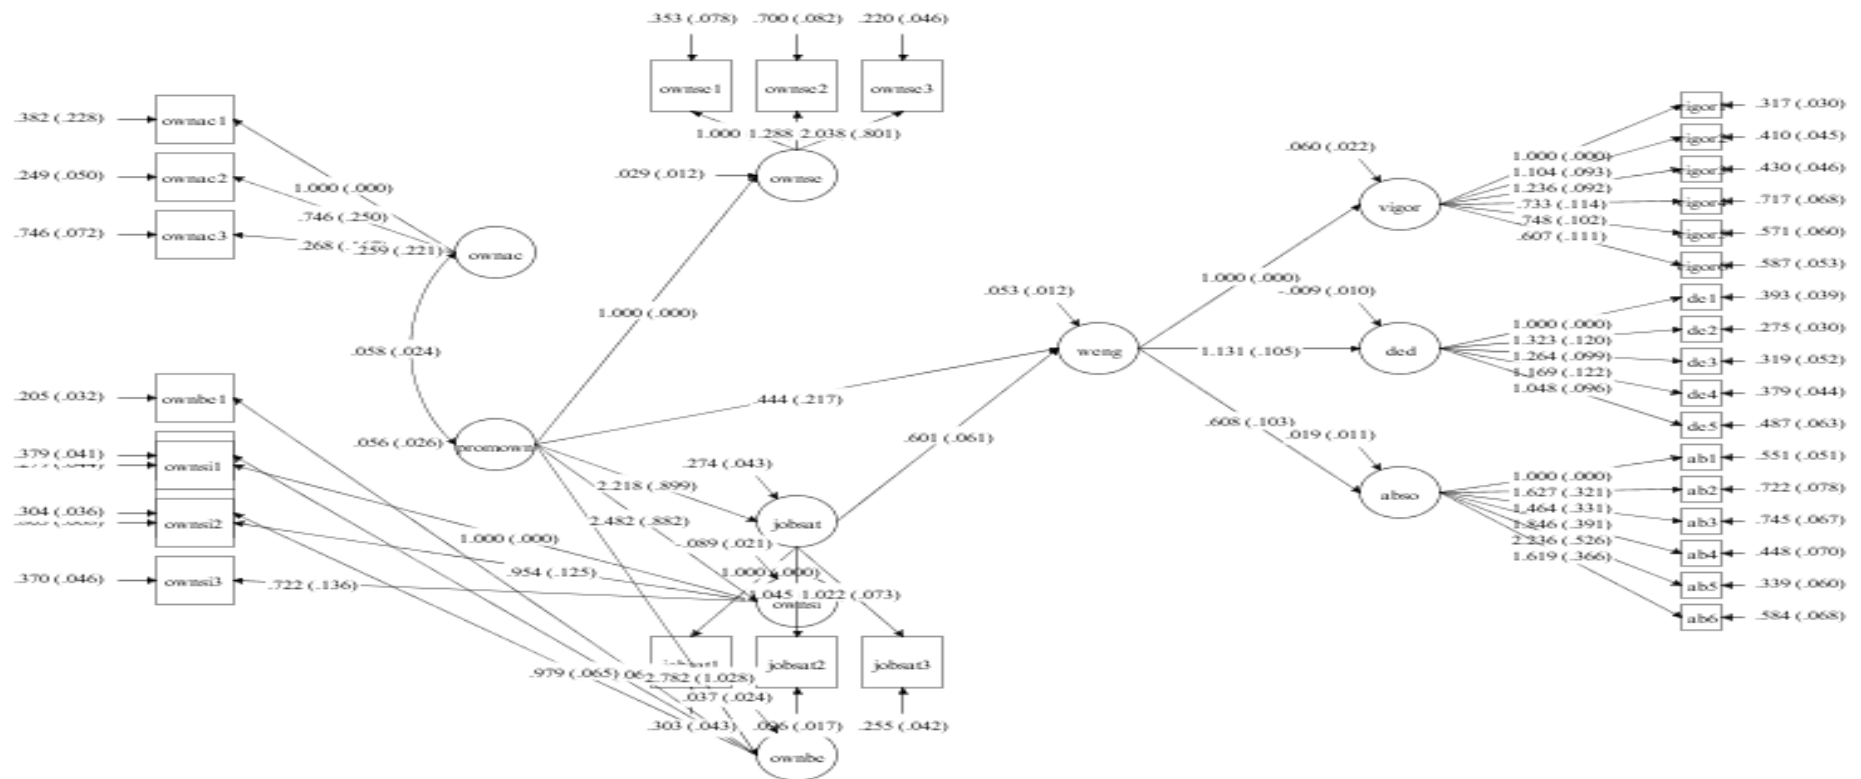 .353 (.078) .700 (.082) .220 (.046)
ownse1 ownse2 ownse3
1.000 1.288 2.038 (.801)
.029 (.012) ownse
.382 (.228) ownac1
.249 (.050) ownac2
.746 (.072) ownac3
1.000 (.000)
.746 (.250)
.268
.259 (.221) ownac
.058 (.024)
1.000 (.000)
.056 (.026) promown
.205 (.032) ownbe1
.379 (.041) ownsi1
.304 (.036) ownsi2
.370 (.046) ownsi3
.444 (.217)
.601 (.061)
.274 (.043)
2.218 (.899)
jobsat
2.482 (.882)
.089 (.021)
1.000 (.000)
.954 (.125)
.722 (.136)
1.000 (.000)
1.045 1.022 (.073)
ownsi
jobsat2 jobsat3
.979 (.065)
2.782 (1.028)
.037 (.024)
.303 (.043) .096 (.017) .255 (.042)
ownbe
.053 (.012)
weng
1.000 (.000)
1.131 (.105)
.608 (.103)
.060 (.022)
vigor
1.000 (.000)
1.104 (.093)
1.236 (.092)
.733 (.114)
.748 (.102)
.607 (.111)
.317 (.030)
.410 (.045)
.430 (.046)
.717 (.068)
.571 (.060)
.587 (.053)
-.009 (.010)
ded
1.000 (.000)
1.323 (.120)
1.264 (.099)
1.169 (.122)
1.048 (.096)
de1 .393 (.039)
de2 .275 (.030)
de3 .319 (.052)
de4 .379 (.044)
de5 .487 (.063)
.019 (.011)
abso
1.000 (.000)
1.627 (.321)
1.464 (.331)
1.846 (.391)
2.236 (.526)
1.619 (.366)
ab1 .551 (.051)
ab2 .722 (.078)
ab3 .745 (.067)
ab4 .448 (.070)
ab5 .339 (.060)
ab6 .584 (.068)